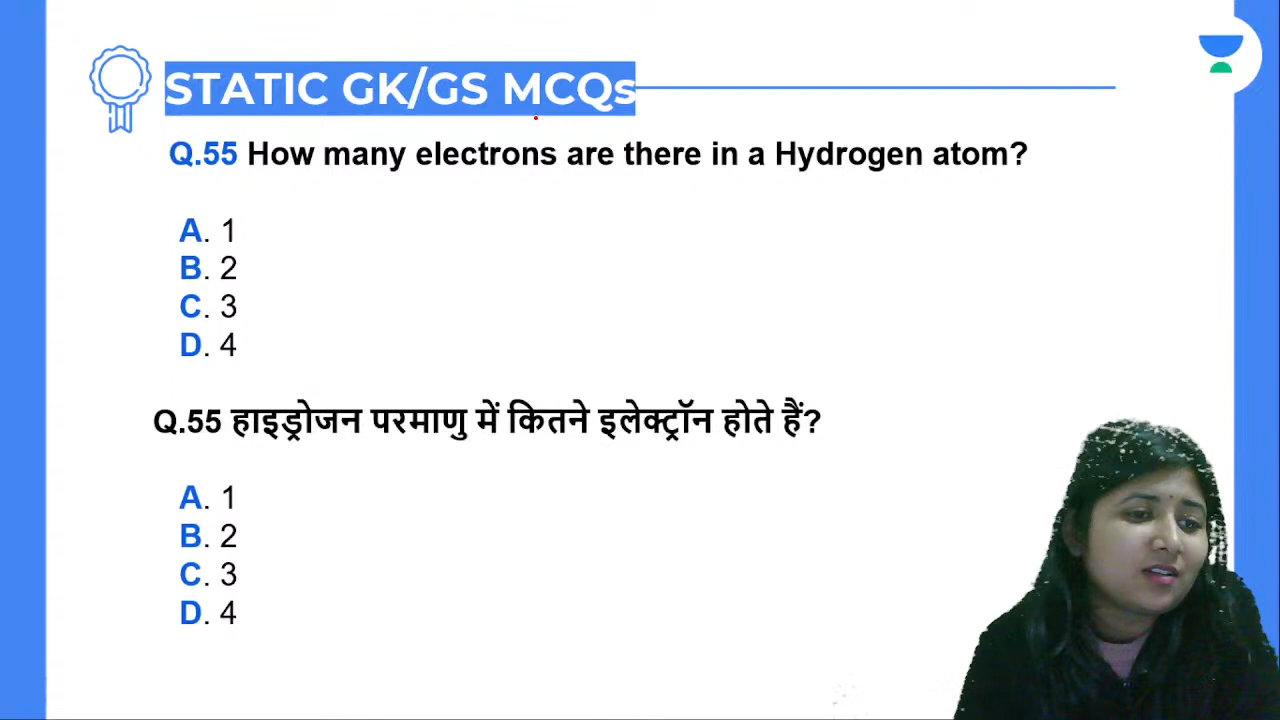 STATIC GK/GS MCQs
Q.55 How many electrons are there in a Hydrogen atom?
A. 1
B. 2
C. 3
D. 4
Q.55 हाइड्रोजन परमाणु में कितने इलेक्ट्रॉन होते हैं?
A. 1
B. 2
C. 3
D. 4